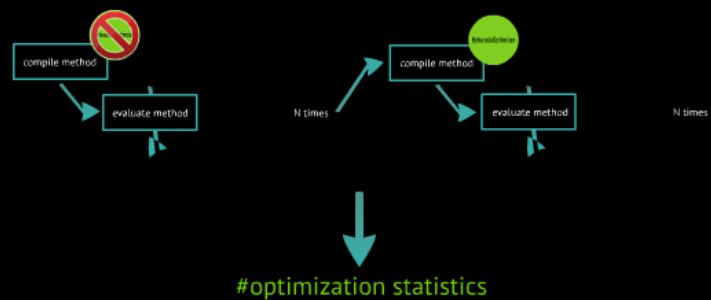 compile method
evaluate method
N times
compile method
evaluate method
N times
#optimization statistics